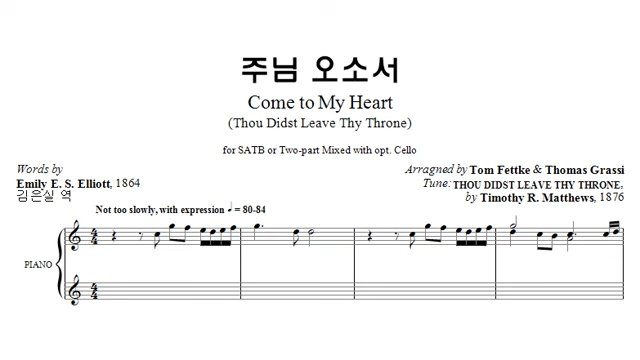 주님 오소서
Come to My Heart
(Thou Didst Leave Thy Throne)
for SATB or Two-part Mixed with opt. Cello
Words by
Emily E. S. Elliott, 1864
김은실 역
Arragned by Tom Fettke & Thomas Grassi
Tune: THOU DIDST LEAVE THY THRONE,
by Timothy R. Matthews, 1876
Not too slowly, with expression ♩ = 80-84
PIANO